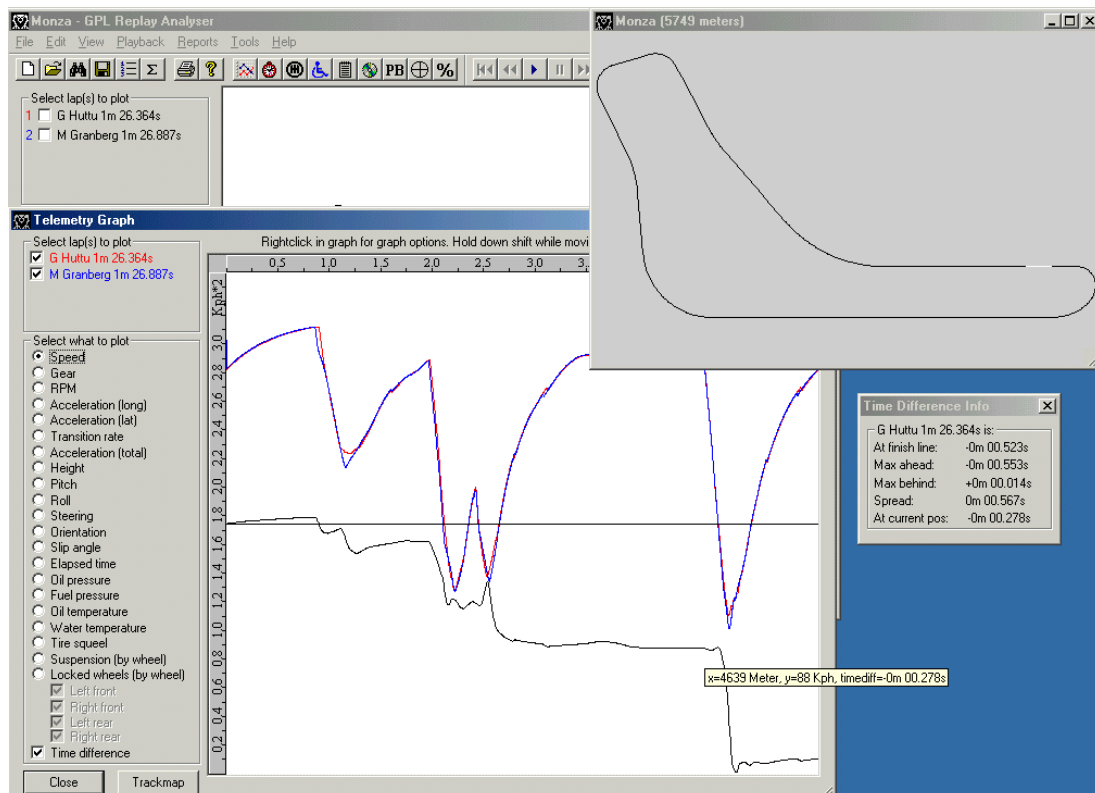 Monza - GPL Replay Analyser
File Edit View Playback Reports Tools Help
PB %
Select lap(s) to plot
1 G Huttu 1m 26.364s
2 M Granberg 1m 26.887s
Monza (5749 meters)
Telemetry Graph
Select lap(s) to plot
G Huttu 1m 26.364s
M Granberg 1m 26.887s
Rightclick in graph for graph options. Hold down shift while movi
0,5 1,0 1,5 2,0 2,5 3,0 3,
Kph*2
3,0
2,8
2,6
2,4
2,2
2,0
1,8
1,6
1,4
1,2
1,0
0,8
0,6
0,4
0,2
Select what to plot
Speed
Gear
RPM
Acceleration (long)
Acceleration (lat)
Transition rate
Acceleration (total)
Height
Pitch
Roll
Steering
Orientation
Slip angle
Elapsed time
Oil pressure
Fuel pressure
Oil temperature
Water temperature
Tire squeel
Suspension (by wheel)
Locked wheels (by wheel)
Left front
Right front
Left rear
Right rear
Time difference
Close Trackmap
x=4639 Meter, y=88 Kph, timediff=-0m 00.278s
Time Difference Info
G Huttu 1m 26.364s is:
At finish line: -0m 00.523s
Max ahead: -0m 00.553s
Max behind: +0m 00.014s
Spread: 0m 00.567s
At current pos: -0m 00.278s